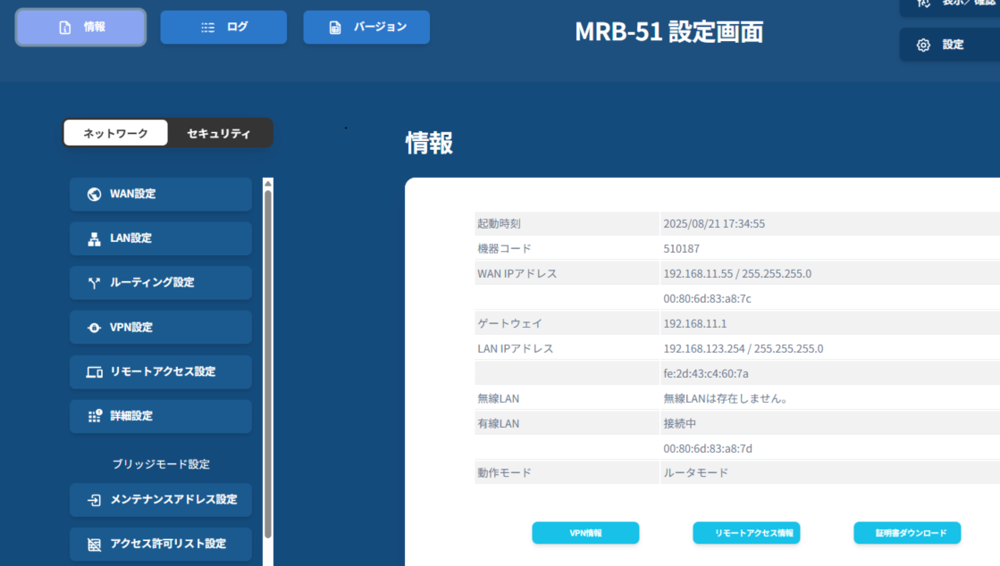 情報
ログ
バージョン
MRB-51 設定画面
表示／確認
設定
ネットワーク
セキュリティ
情報
WAN設定
LAN設定
ルーティング設定
VPN設定
リモートアクセス設定
詳細設定
ブリッジモード設定
メンテナンスアドレス設定
アクセス許可リスト設定
起動時刻 2025/08/21 17:34:55
機器コード 510187
WAN IPアドレス 192.168.11.55 / 255.255.255.0
00:80:6d:83:a8:7c
ゲートウェイ 192.168.11.1
LAN IPアドレス 192.168.123.254 / 255.255.255.0
fe:2d:43:c4:60:7a
無線LAN 無線LANは存在しません。
有線LAN 接続中
00:80:6d:83:a8:7d
動作モード ルータモード
VPN情報
リモートアクセス情報
証明書ダウンロード